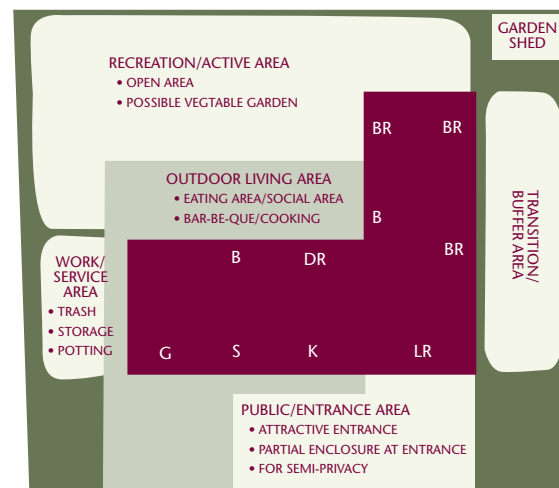 GARDEN
SHED
RECREATION/ACTIVE AREA
• OPEN AREA
• POSSIBLE VEGTABLE GARDEN
BR BR
OUTDOOR LIVING AREA
• EATING AREA/SOCIAL AREA
• BAR-BE-QUE/COOKING
B
TRANSITION/
BUFFER AREA
WORK/
SERVICE
AREA
• TRASH
• STORAGE
• POTTING
B DR BR
G S K LR
PUBLIC/ENTRANCE AREA
• ATTRACTIVE ENTRANCE
• PARTIAL ENCLOSURE AT ENTRANCE
• FOR SEMI-PRIVACY